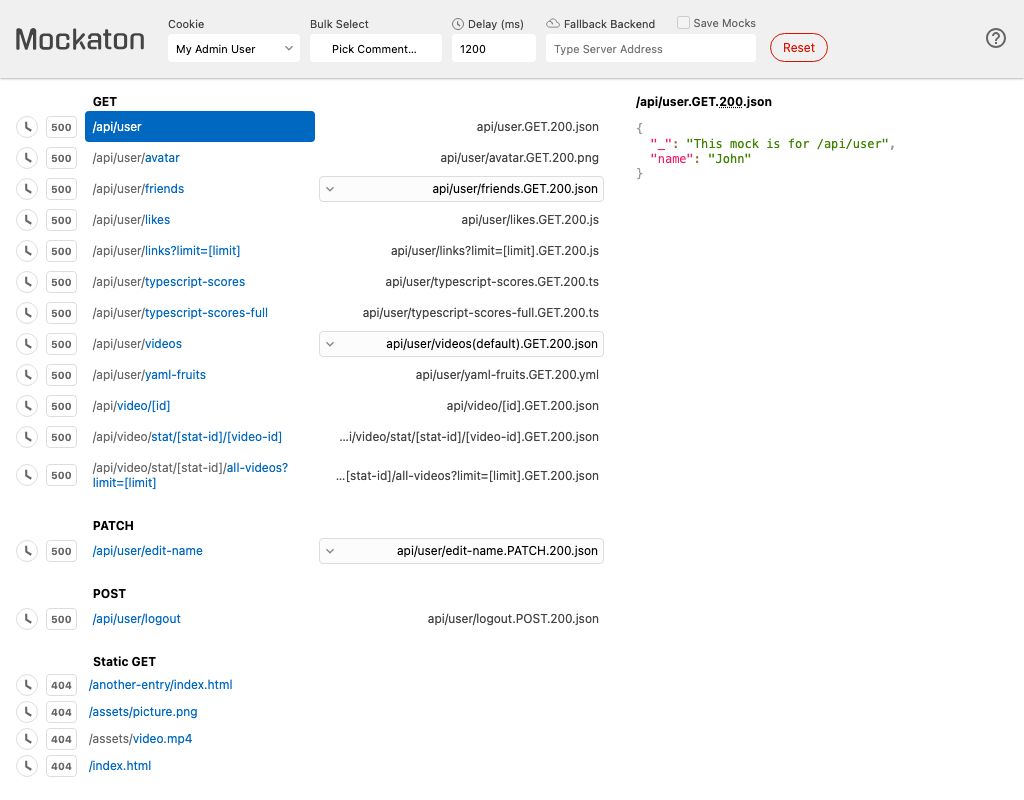 Mockaton
Cookie
My Admin User
Bulk Select
Pick Comment...
Delay (ms)
1200
Fallback Backend
Type Server Address
Save Mocks
Reset
?
GET
500 /api/user api/user.GET.200.json
500 /api/user/avatar api/user/avatar.GET.200.png
500 /api/user/friends api/user/friends.GET.200.json
500 /api/user/likes api/user/likes.GET.200.js
500 /api/user/links?limit=[limit] api/user/links?limit=[limit].GET.200.js
500 /api/user/typescript-scores api/user/typescript-scores.GET.200.ts
500 /api/user/typescript-scores-full api/user/typescript-scores-full.GET.200.ts
500 /api/user/videos api/user/videos(default).GET.200.json
500 /api/user/yaml-fruits api/user/yaml-fruits.GET.200.yml
500 /api/video/[id] api/video/[id].GET.200.json
500 /api/video/stat/[stat-id]/[video-id] ...i/video/stat/[stat-id]/[video-id].GET.200.json
500 /api/video/stat/[stat-id]/all-videos?
limit=[limit] ...[stat-id]/all-videos?limit=[limit].GET.200.json
PATCH
500 /api/user/edit-name api/user/edit-name.PATCH.200.json
POST
500 /api/user/logout api/user/logout.POST.200.json
Static GET
404 /another-entry/index.html
404 /assets/picture.png
404 /assets/video.mp4
404 /index.html
/api/user.GET.200.json
{
"_": "This mock is for /api/user",
"name": "John"
}